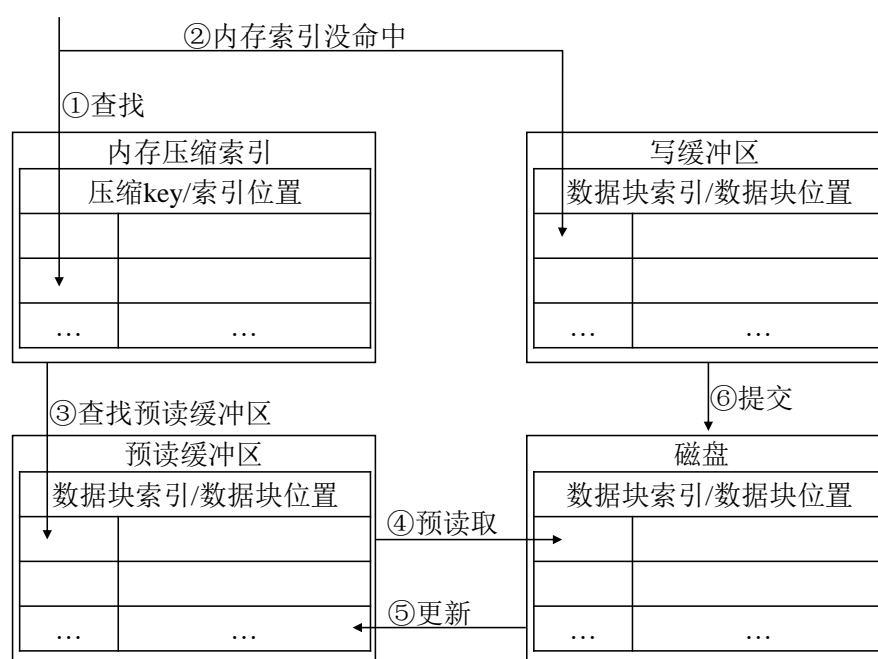 ②内存索引没命中
①查找
内存压缩索引
压缩key/索引位置
… …
写缓冲区
数据块索引/数据块位置
… …
③查找预读缓冲区
⑥提交
预读缓冲区
数据块索引/数据块位置
… …
④预读取
⑤更新
磁盘
数据块索引/数据块位置
… …